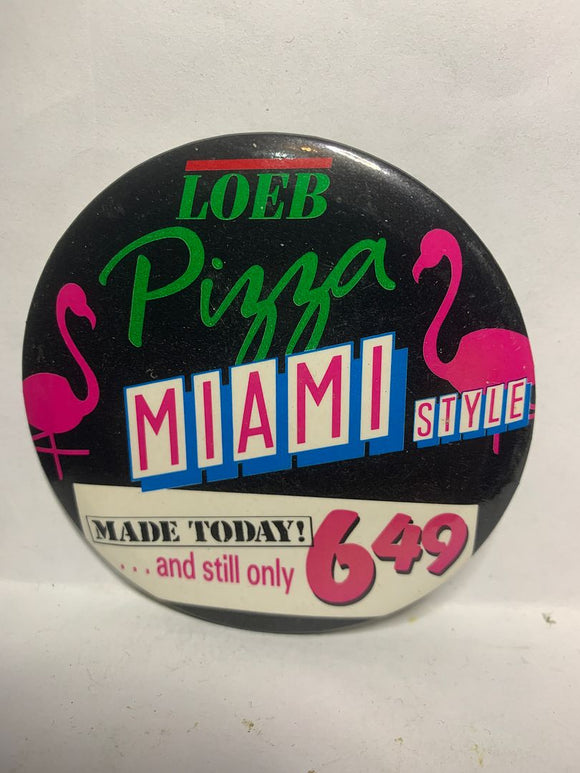 LOEB
Pizza
MIAMI STYLE
MADE TODAY!
...and still only 649